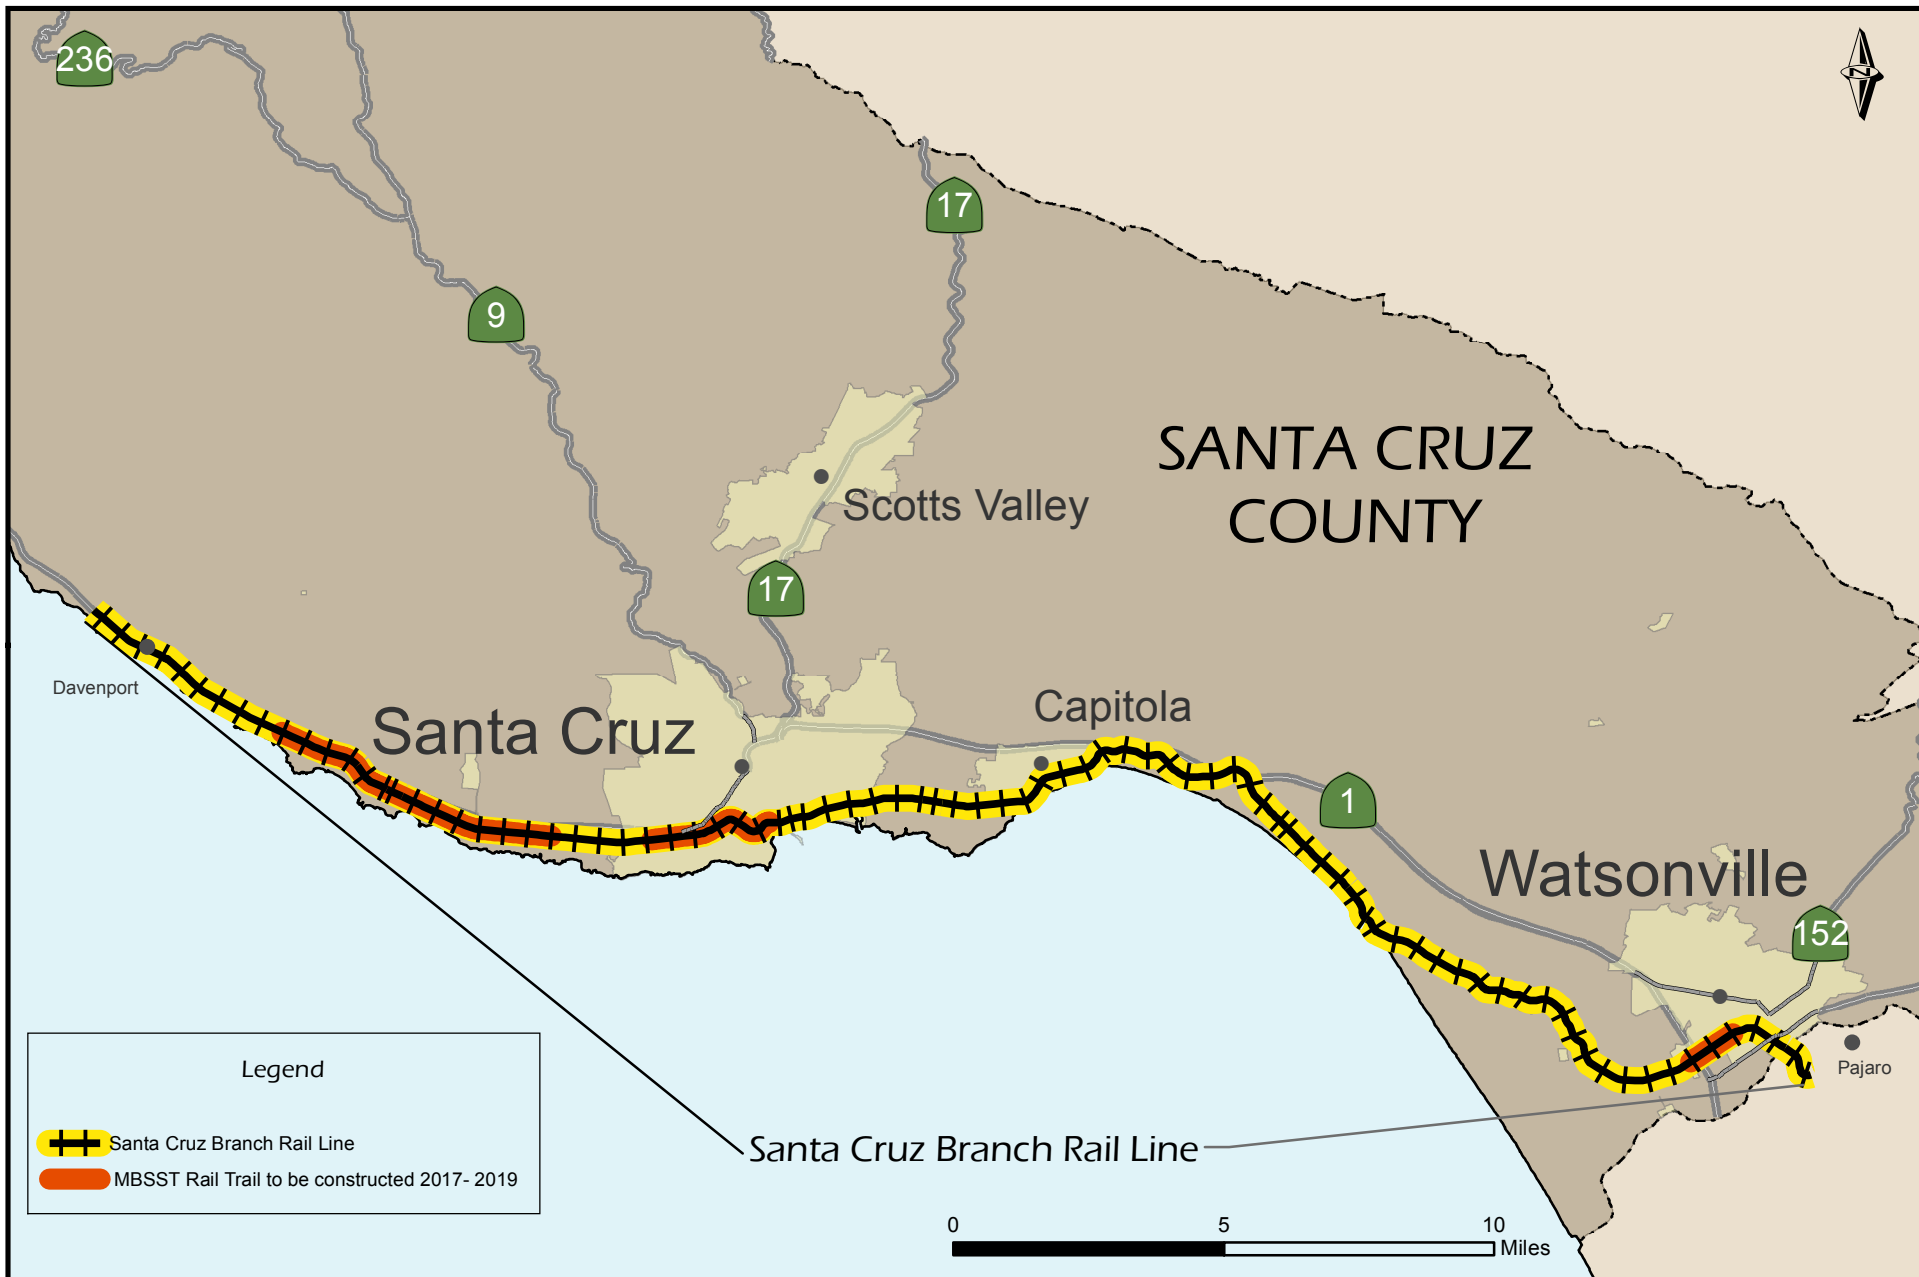 236
N
17
9
SANTA CRUZ
COUNTY
Scotts Valley
17
Davenport
Santa Cruz
Capitola
1
Watsonville
152
Pajaro
Legend
Santa Cruz Branch Rail Line
MBSST Rail Trail to be constructed 2017- 2019
Santa Cruz Branch Rail Line
0 5 10
Miles